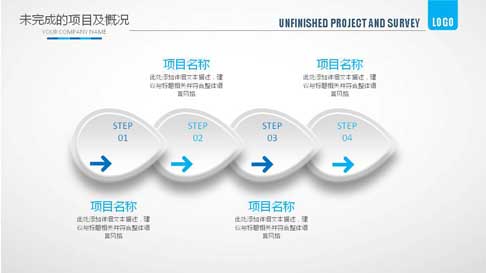 未完成的项目及概况
YOUR COMPANY NAME
UNFINISHED PROJECT AND SURVEY
LOGO
项目名称
此处添加详细文本描述，建
议与标题相关并符合整体语
言风格
项目名称
此处添加详细文本描述，建
议与标题相关并符合整体语
言风格
STEP
01
STEP
02
STEP
03
STEP
04
项目名称
此处添加详细文本描述，建
议与标题相关并符合整体语
言风格
项目名称
此处添加详细文本描述，建
议与标题相关并符合整体语
言风格